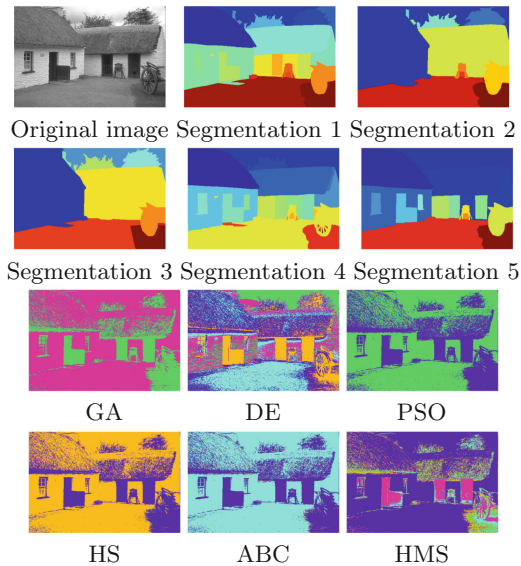 Original image Segmentation 1 Segmentation 2
Segmentation 3 Segmentation 4 Segmentation 5
GA DE PSO
HS ABC HMS